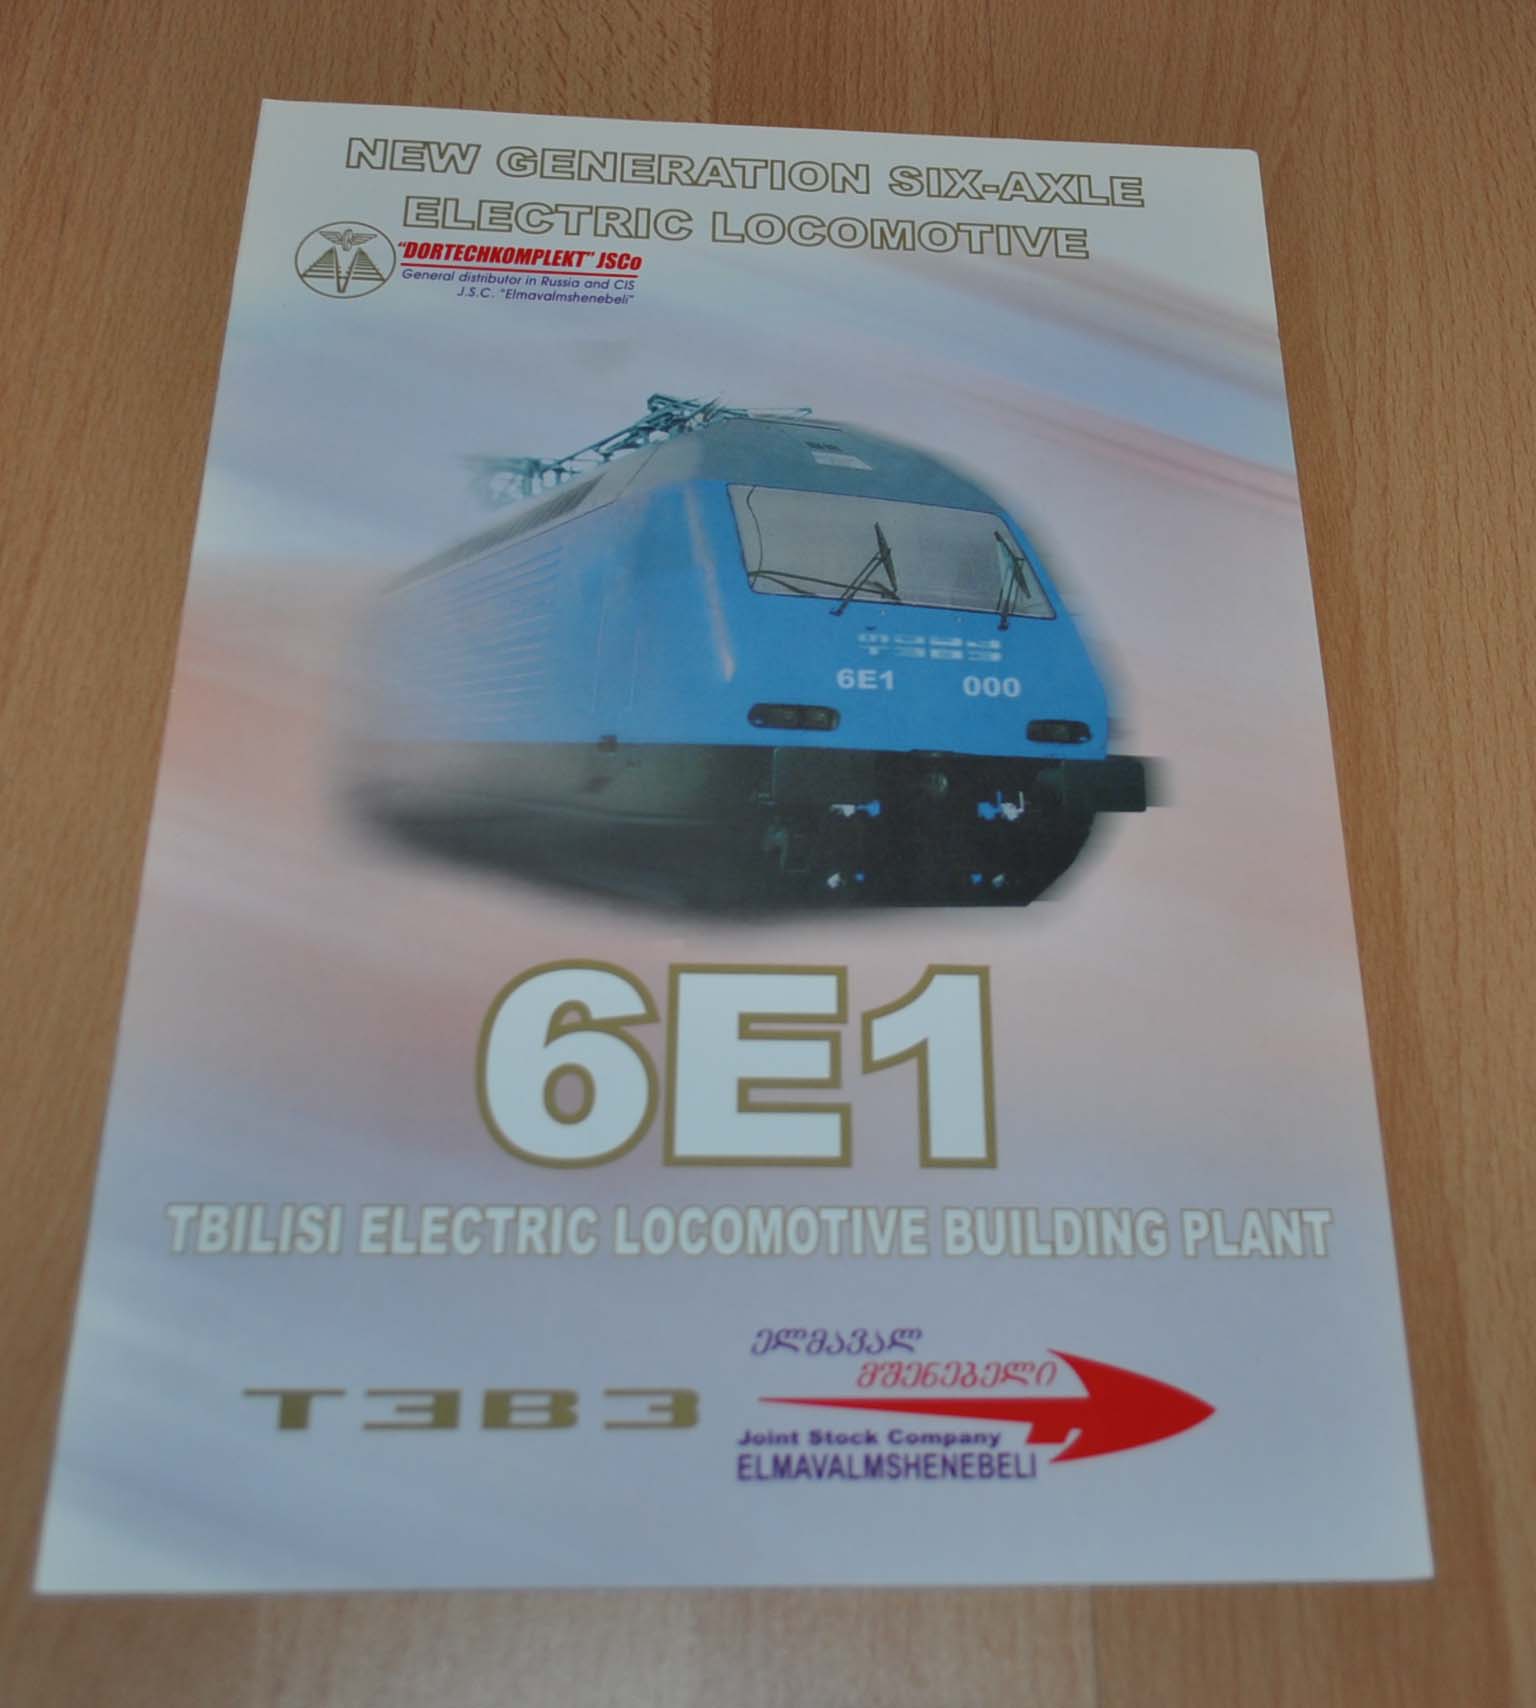 NEW GENERATION SIX-AXLE
ELECTRIC LOCOMOTIVE
"DORTECHKOMPLEKT" JSCo
General distributor in Russia and CIS
J.S.C. "Elmavalmshenebeli"
ТЭВЗ
6E1 000
6E1
TBILISI ELECTRIC LOCOMOTIVE BUILDING PLANT
ТЭВЗ
ელმავალ
მშენებელი
Joint Stock Company
ELMAVALMSHENEBELI